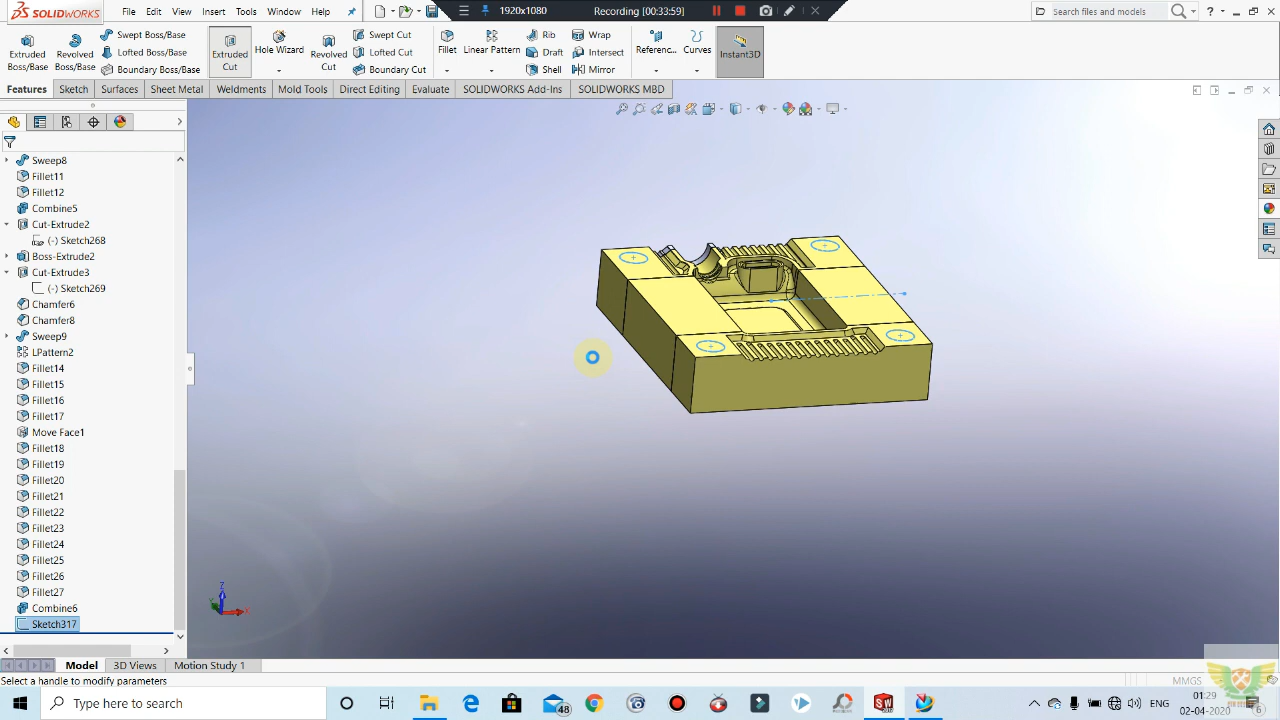 SOLIDWORKS File Edit View Insert Tools Window Help
1920x1080 Recording [00:33:59]
Search files and models
Extruded Boss/Base
Revolved Boss/Base
Swept Boss/Base
Lofted Boss/Base
Boundary Boss/Base
Extruded Cut
Hole Wizard
Revolved Cut
Swept Cut
Lofted Cut
Boundary Cut
Fillet
Linear Pattern
Rib
Draft
Shell
Wrap
Intersect
Mirror
Referenc...
Curves
Instant3D
Features Sketch Surfaces Sheet Metal Weldments Mold Tools Direct Editing Evaluate SOLIDWORKS Add-Ins SOLIDWORKS MBD
Sweep8
Fillet11
Fillet12
Combine5
Cut-Extrude2
(-) Sketch268
Boss-Extrude2
Cut-Extrude3
(-) Sketch269
Chamfer6
Chamfer8
Sweep9
LPattern2
Fillet14
Fillet15
Fillet16
Fillet17
Move Face1
Fillet18
Fillet19
Fillet20
Fillet21
Fillet22
Fillet23
Fillet24
Fillet25
Fillet26
Fillet27
Combine6
Sketch317
Z
X
Model 3D Views Motion Study 1
Select a handle to modify parameters
MMGS
Type here to search
48
ENG
01:29
02-04-2020
6